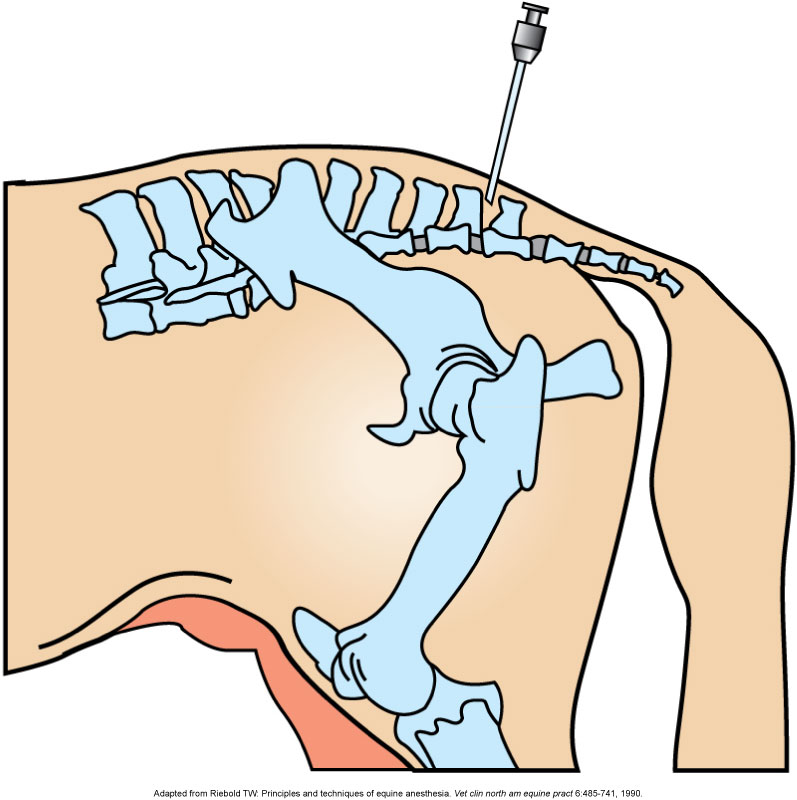 Adapted from Riebold TW: Principles and techniques of equine anesthesia. Vet clin north am equine pract 6:485-741, 1990.